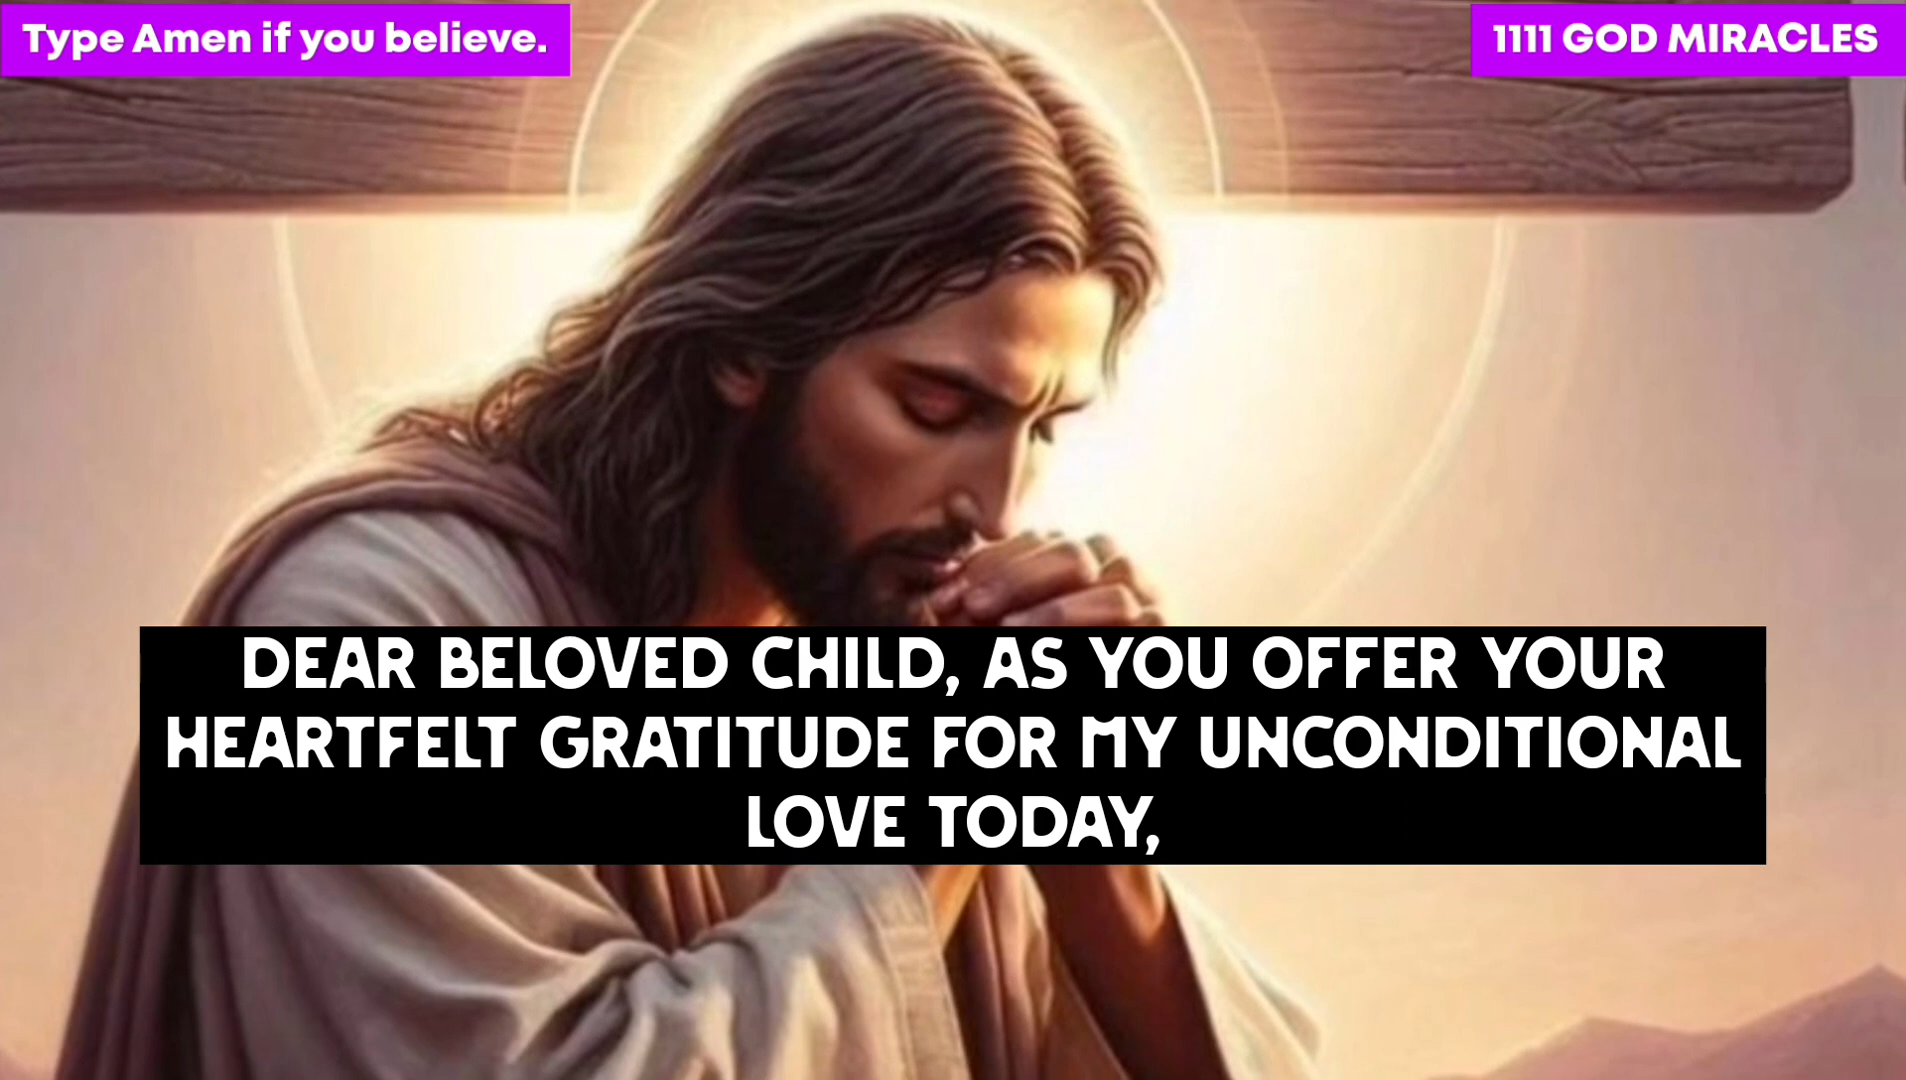 Type Amen if you believe.
1111 GOD MIRACLES
DEAR BELOVED CHILD, AS YOU OFFER YOUR
HEARTFELT GRATITUDE FOR MY UNCONDITIONAL
LOVE TODAY,